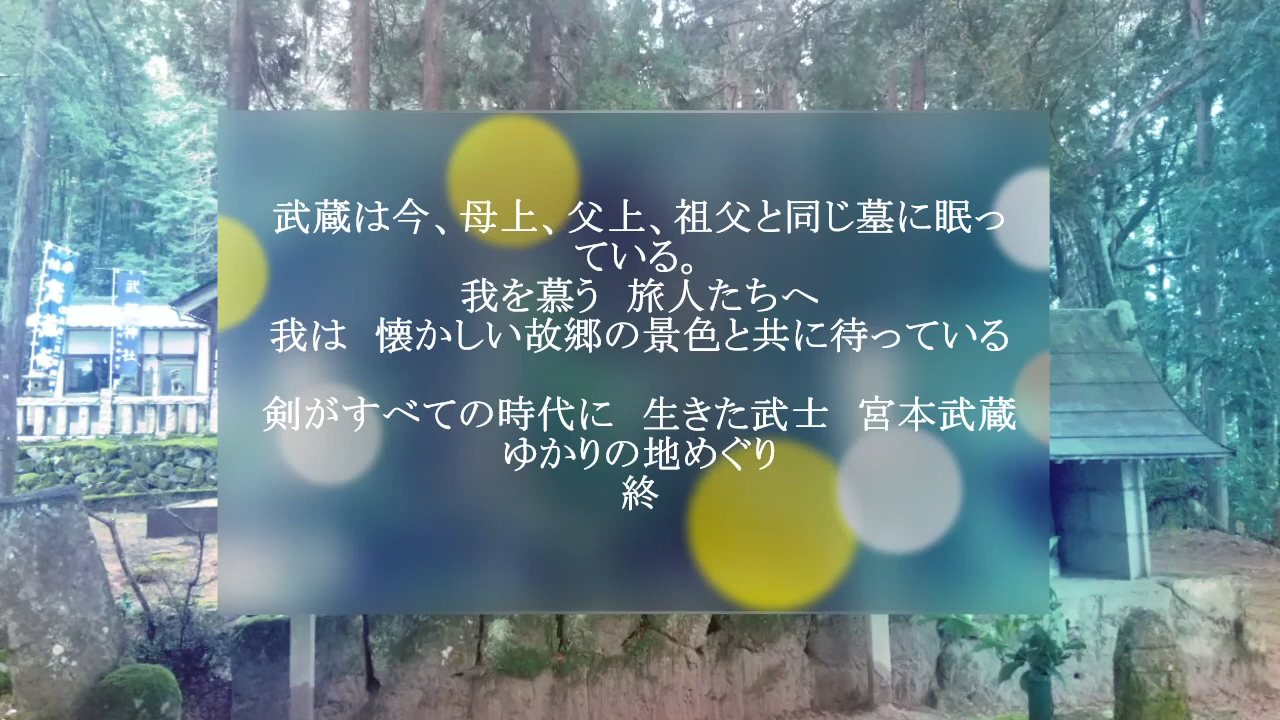 武蔵は今、母上、父上、祖父と同じ墓に眠っ
ている。
我を慕う　旅人たちへ
我は　懐かしい故郷の景色と共に待っている
剣がすべての時代に　生きた武士　宮本武蔵
ゆかりの地めぐり
終